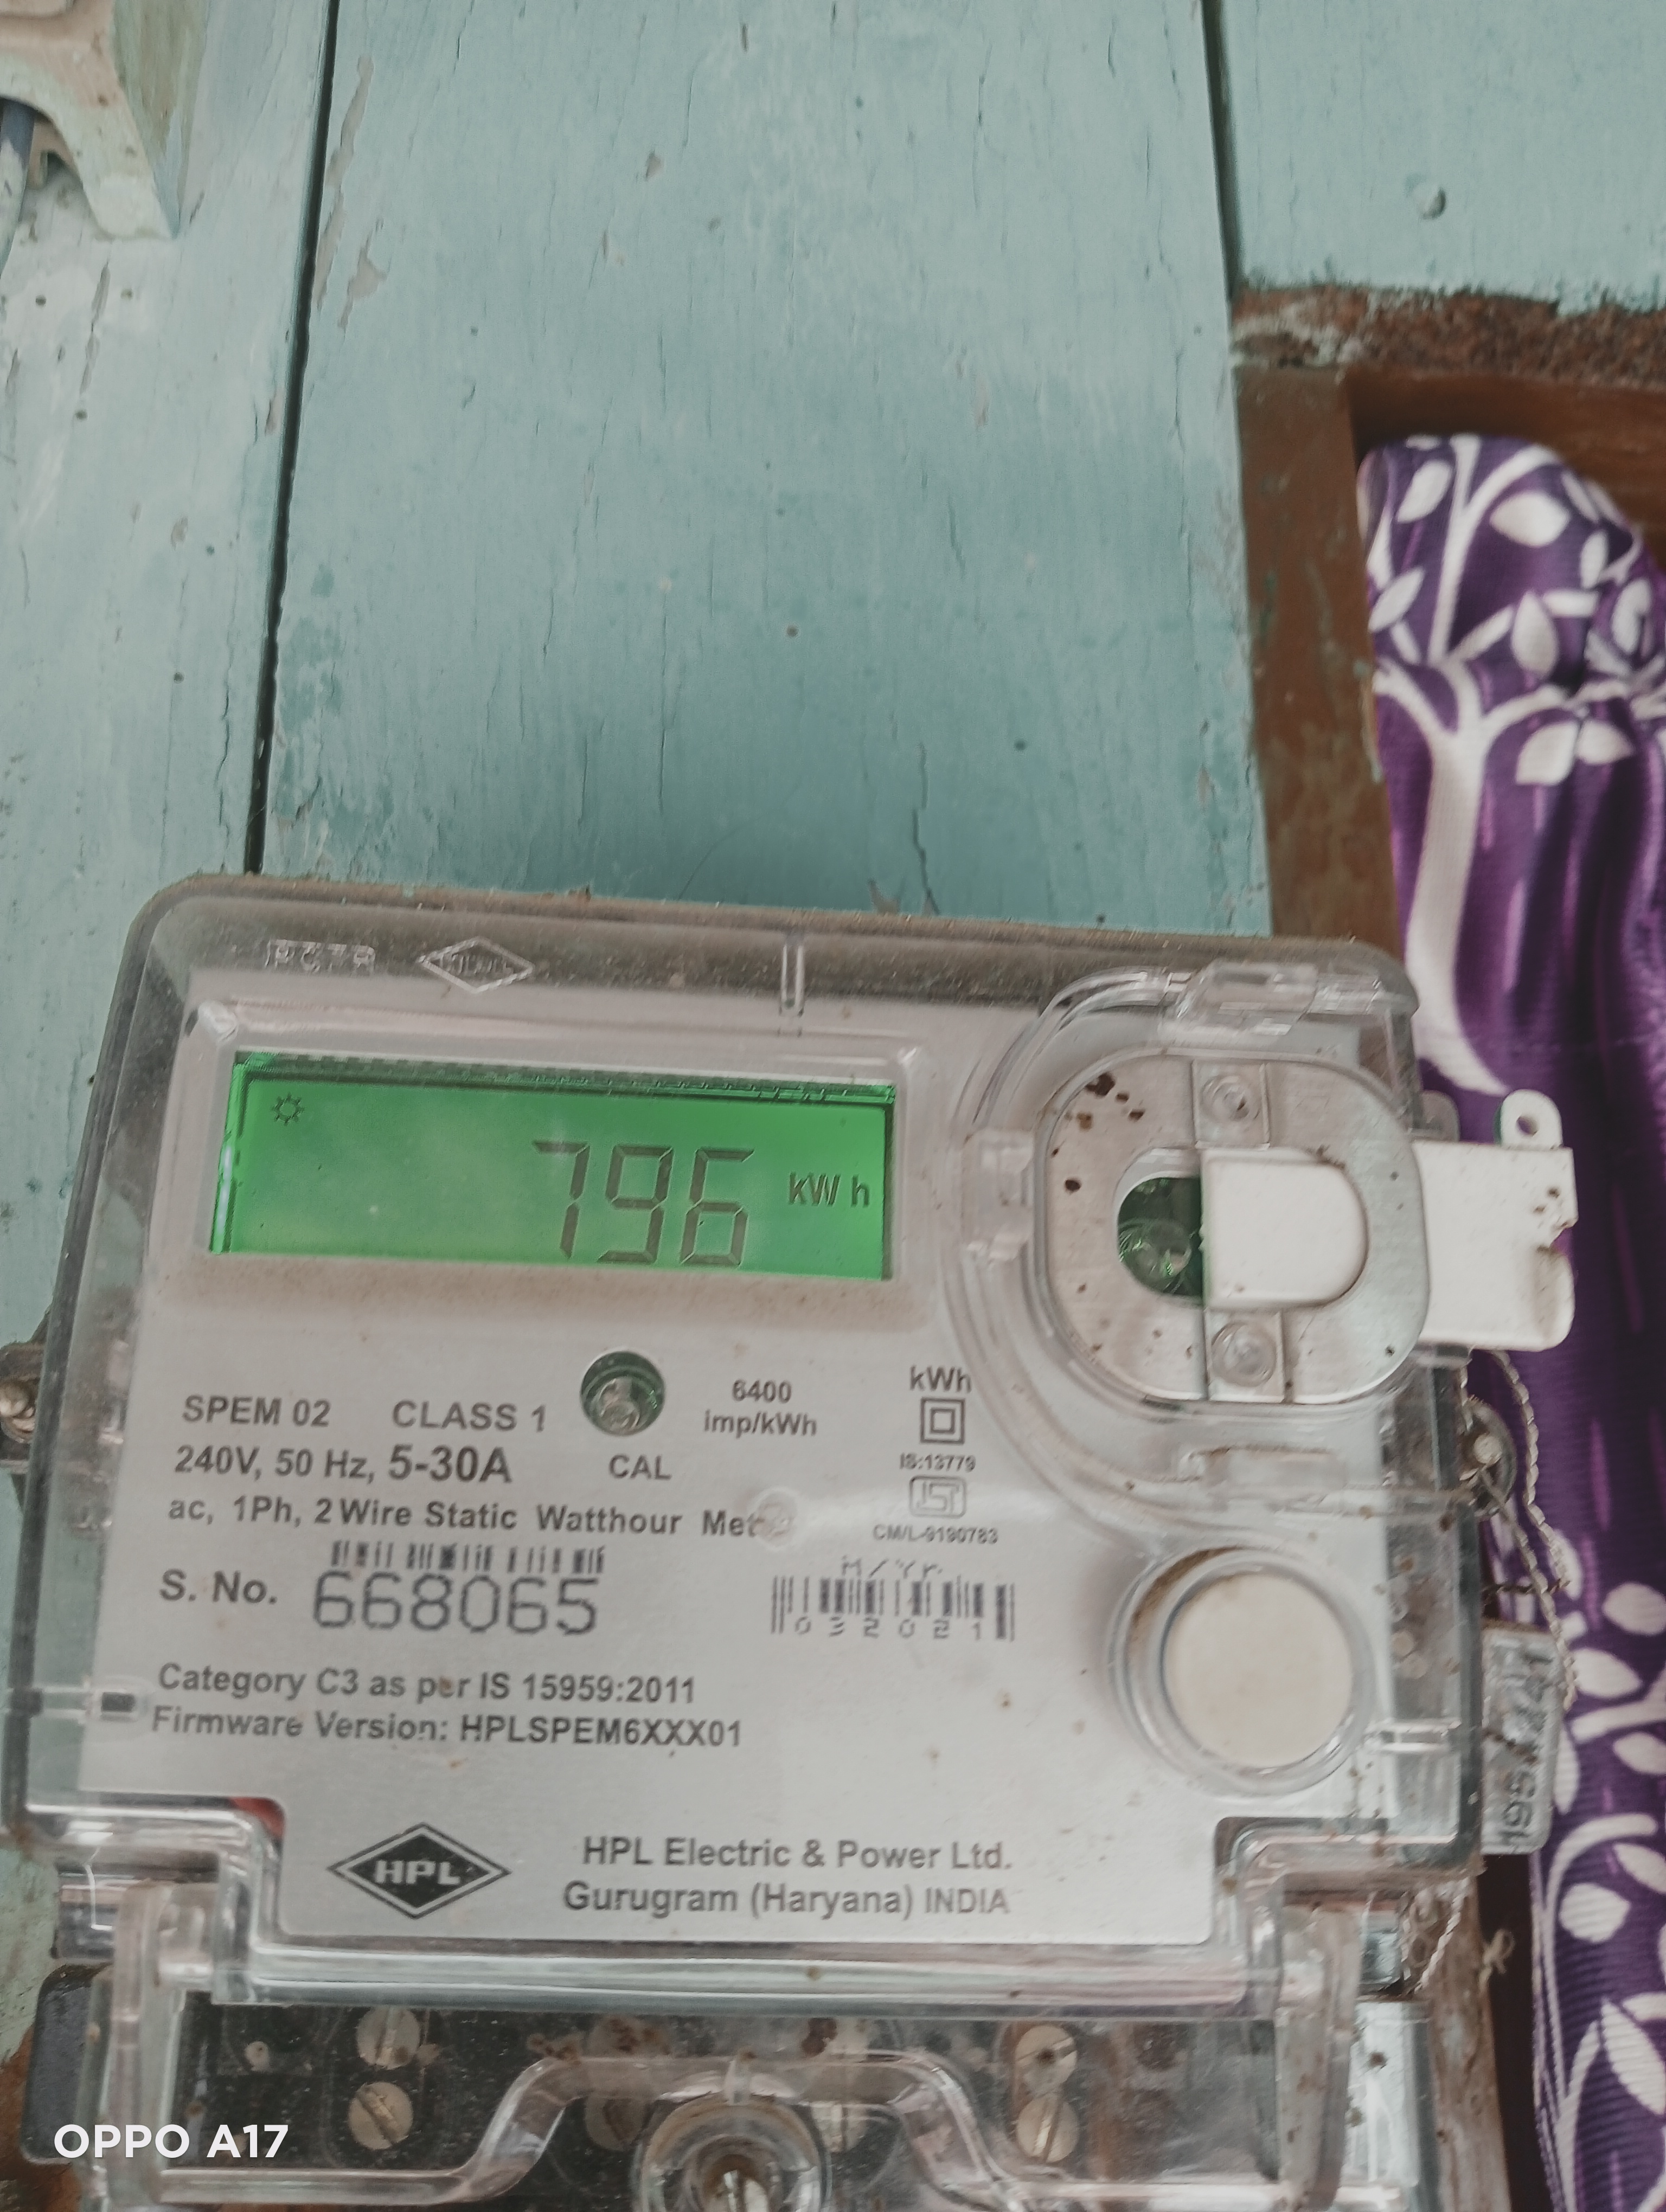 796 kWh
SPEM 02 CLASS 1
6400
imp/kWh
kWh
240V, 50 Hz, 5-30A
CAL
IS:13779
ac, 1Ph, 2 Wire Static Watthour
CM/L-9190783
M/Yr.
S. No. 668065
032021
Category C3 as per IS 15959:2011
Firmware Version: HPLSPEM6XXX01
HPL
HPL Electric & Power Ltd.
Gurugram (Haryana) INDIA
OPPO A17